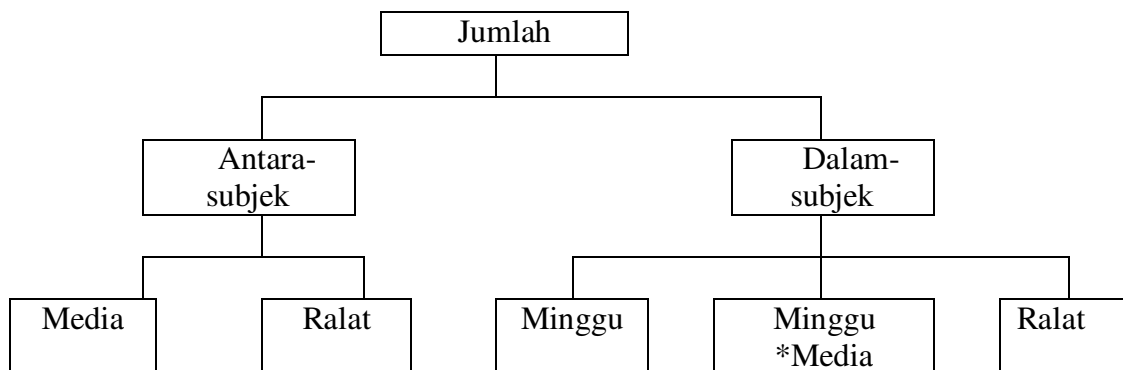 Jumlah
Antara-
subjek
Dalam-
subjek
Media
Ralat
Minggu
Minggu
*Media
Ralat